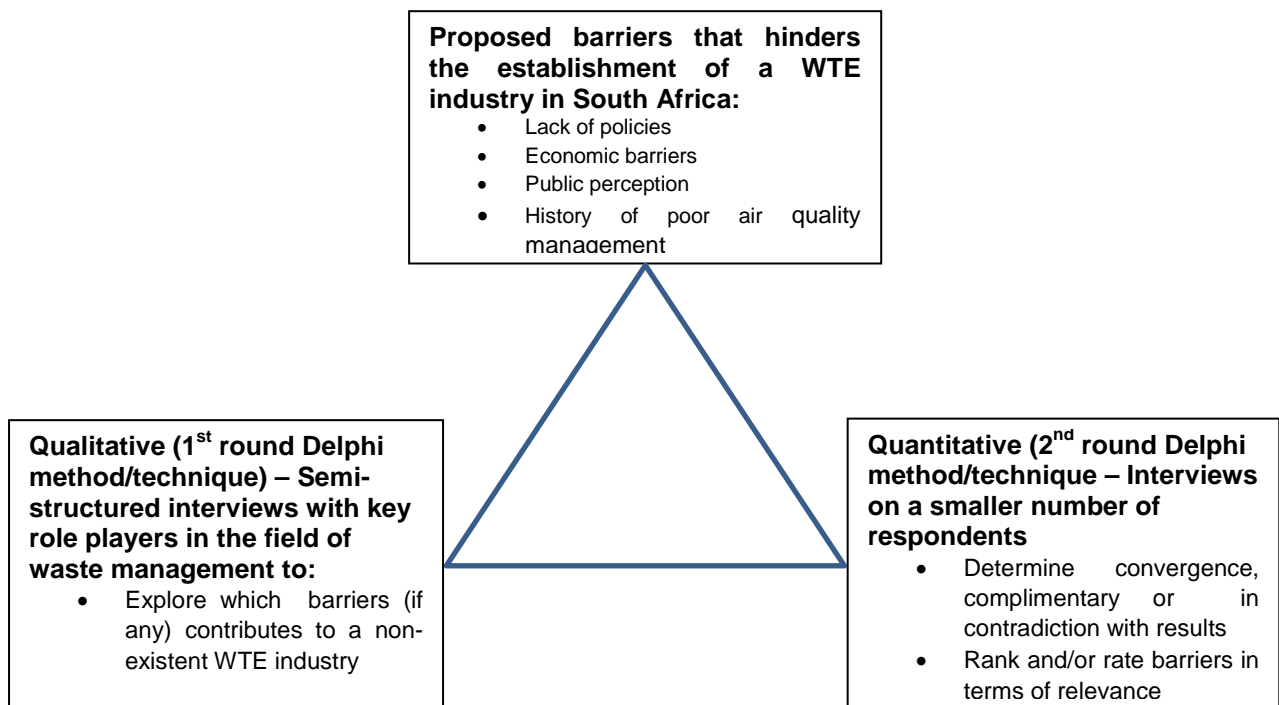 Proposed barriers that hinders
the establishment of a WTE
industry in South Africa:
• Lack of policies
• Economic barriers
• Public perception
• History of poor air quality
management
Qualitative (1st round Delphi
method/technique) – Semi-
structured interviews with key
role players in the field of
waste management to:
• Explore which barriers (if
any) contributes to a non-
existent WTE industry
Quantitative (2nd round Delphi
method/technique – Interviews
on a smaller number of
respondents
• Determine convergence,
complimentary or in
contradiction with results
• Rank and/or rate barriers in
terms of relevance